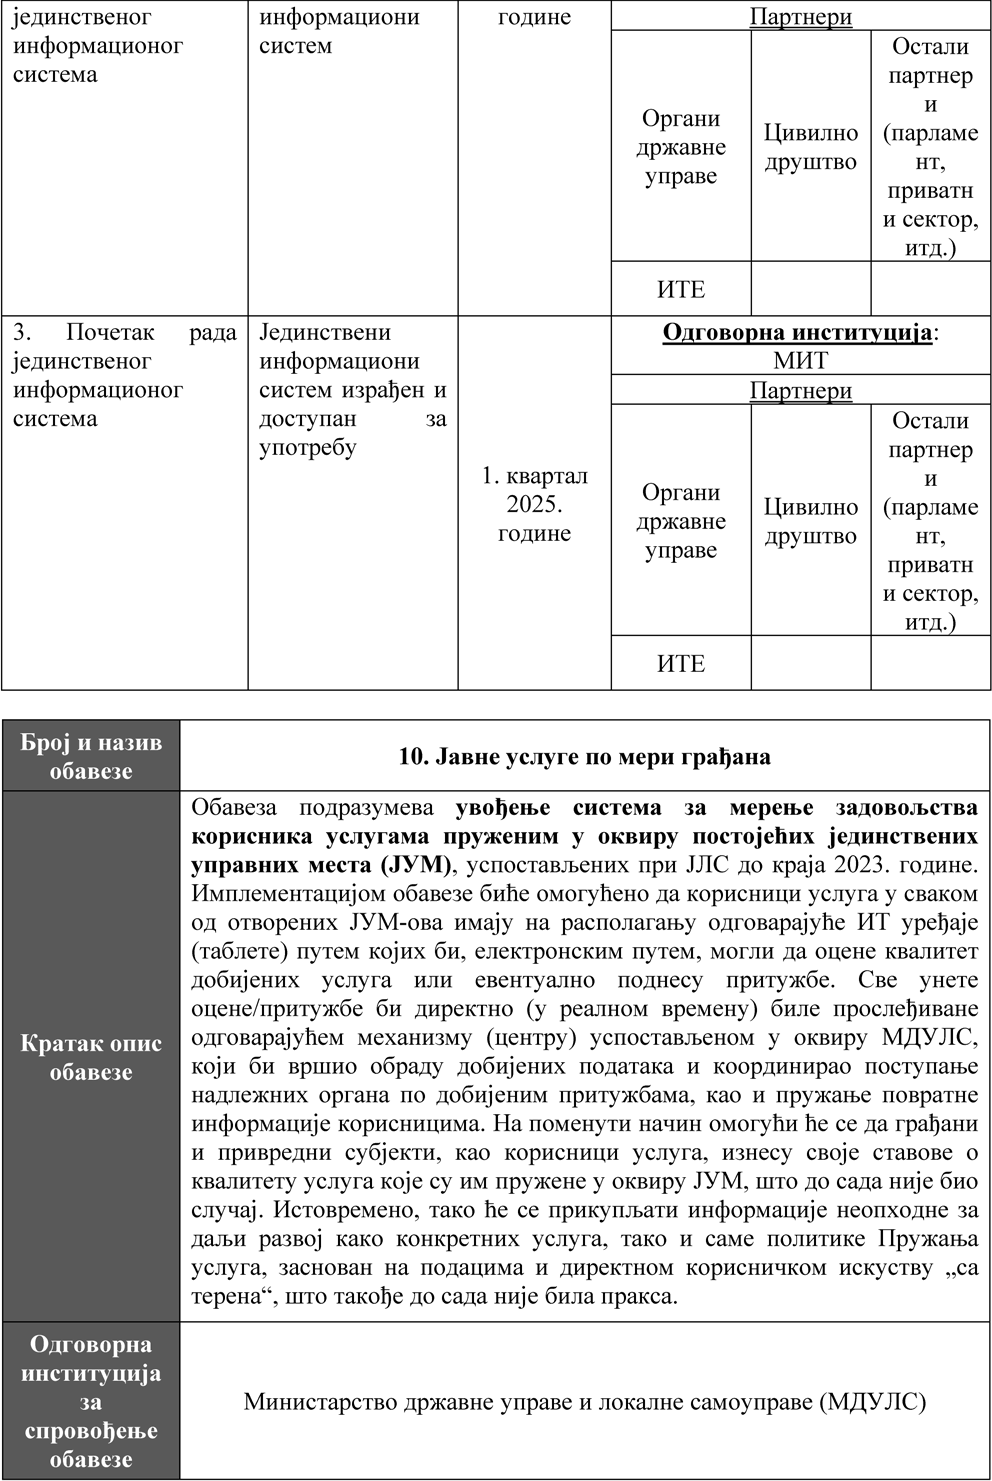 јединственог
информационог
система
информациони
систем
године
Партнери
Органи
државне
управе
Цивилно
друштво
Остали
партнер
и
(парламе
нт,
приватн
и сектор,
итд.)
ИТЕ
3. Почетак рада
јединственог
информационог
система
Јединствени
информациони
систем израђен и
доступан за
употребу
1. квартал
2025.
године
Одговорна институција:
МИТ
Партнери
Органи
државне
управе
Цивилно
друштво
Остали
партнер
и
(парламе
нт,
приватн
и сектор,
итд.)
ИТЕ
Број и назив
обавезе
10. Јавне услуге по мери грађана
Кратак опис
обавезе
Обавеза подразумева увођење система за мерење задовољства
корисника услугама пруженим у оквиру постојећих јединствених
управних места (ЈУМ), успостављених при ЈЛС до краја 2023. године.
Имплементацијом обавезе биће омогућено да корисници услуга у сваком
од отворених ЈУМ-ова имају на располагању одговарајуће ИТ уређаје
(таблете) путем којих би, електронским путем, могли да оцене квалитет
добијених услуга или евентуално поднесу притужбе. Све унете
оцене/притужбе би директно (у реалном времену) биле прослеђиване
одговарајућем механизму (центру) успостављеном у оквиру МДУЛС,
који би вршио обраду добијених података и координирао поступање
надлежних органа по добијеним притужбама, као и пружање повратне
информације корисницима. На поменути начин омогући ће се да грађани
и привредни субјекти, као корисници услуга, изнесу своје ставове о
квалитету услуга које су им пружене у оквиру ЈУМ, што до сада није био
случај. Истовремено, тако ће се прикупљати информације неопходне за
даљи развој како конкретних услуга, тако и саме политике Пружања
услуга, заснован на подацима и директном корисничком искуству „са
терена“, што такође до сада није била пракса.
Одговорна
институција
за
спровођење
обавезе
Министарство државне управе и локалне самоуправе (МДУЛС)